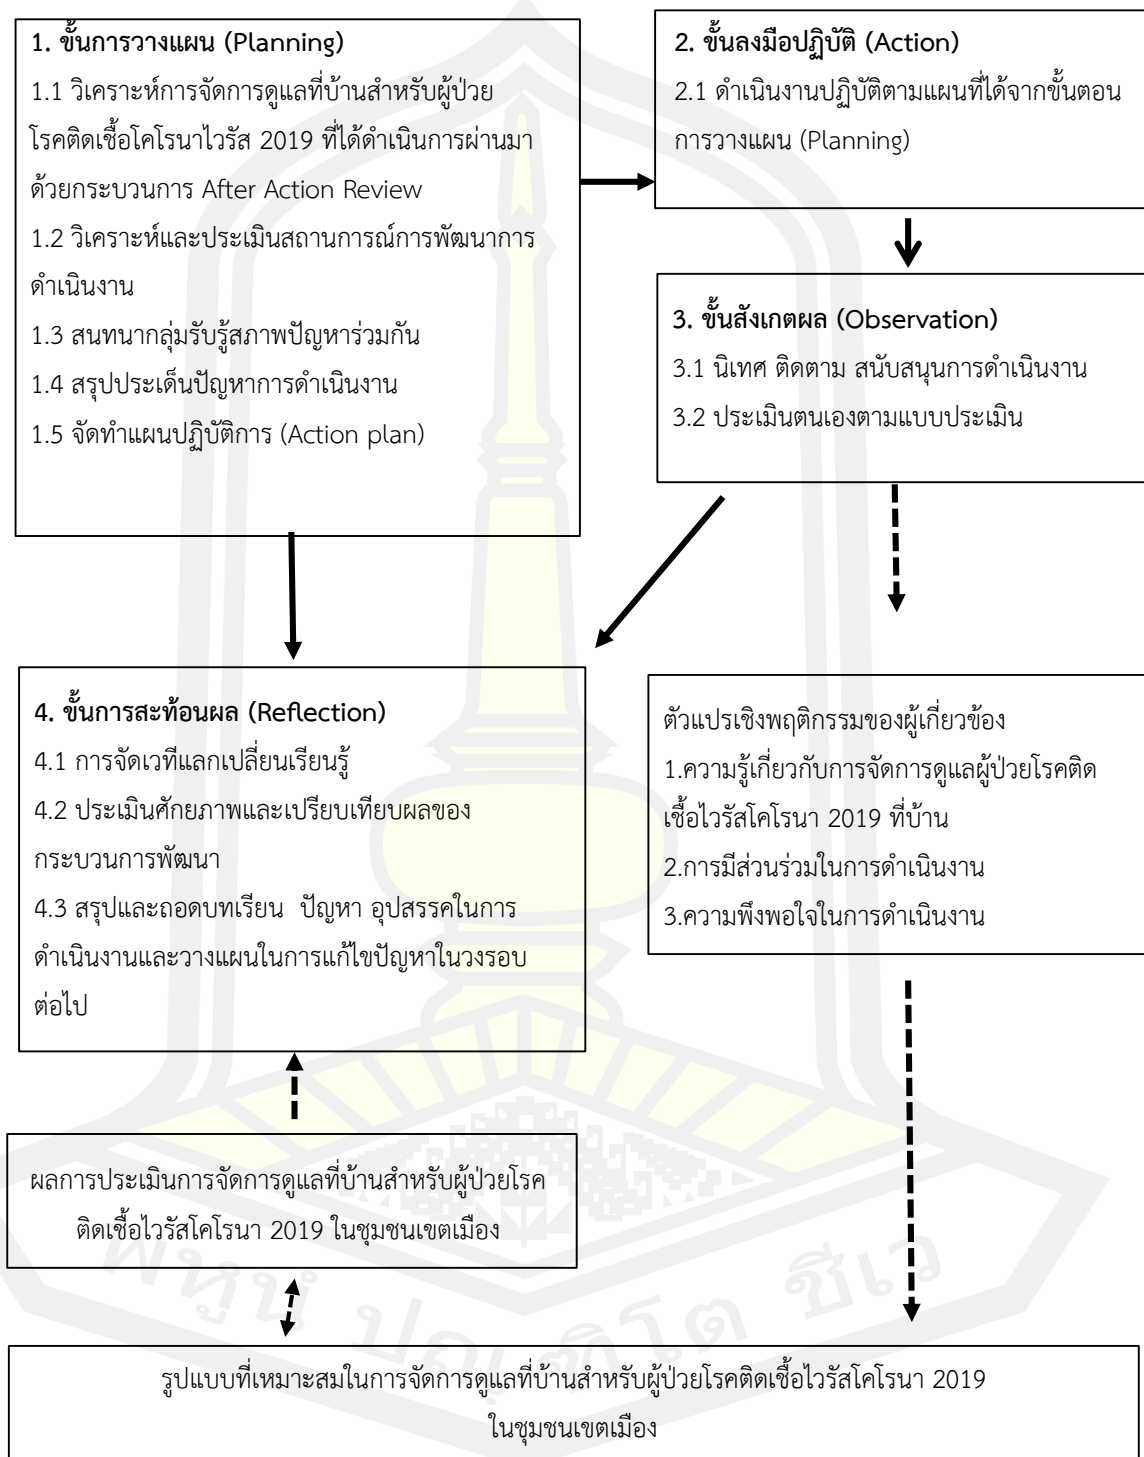 1. ขั้นการวางแผน (Planning)
1.1 วิเคราะห์การจัดการดูแลที่บ้านสำหรับผู้ป่วย
โรคติดเชื้อโคโรนาไวรัส 2019 ที่ได้ดำเนินการผ่านมา
ด้วยกระบวนการ After Action Review
1.2 วิเคราะห์และประเมินสถานการณ์การพัฒนาการ
ดำเนินงาน
1.3 สนทนากลุ่มรับรู้สภาพปัญหาร่วมกัน
1.4 สรุปประเด็นปัญหาการดำเนินงาน
1.5 จัดทำแผนปฏิบัติการ (Action plan)
2. ขั้นลงมือปฏิบัติ (Action)
2.1 ดำเนินงานปฏิบัติตามแผนที่ได้จากขั้นตอน
การวางแผน (Planning)
3. ขั้นสังเกตผล (Observation)
3.1 นิเทศ ติดตาม สนับสนุนการดำเนินงาน
3.2 ประเมินตนเองตามแบบประเมิน
4. ขั้นการสะท้อนผล (Reflection)
4.1 การจัดเวทีแลกเปลี่ยนเรียนรู้
4.2 ประเมินศักยภาพและเปรียบเทียบผลของ
กระบวนการพัฒนา
4.3 สรุปและถอดบทเรียน ปัญหา อุปสรรคในการ
ดำเนินงานและวางแผนในการแก้ไขปัญหาในวงรอบ
ต่อไป
ตัวแปรเชิงพฤติกรรมของผู้เกี่ยวข้อง
1.ความรู้เกี่ยวกับการจัดการดูแลผู้ป่วยโรคติด
เชื้อไวรัสโคโรนา 2019 ที่บ้าน
2.การมีส่วนร่วมในการดำเนินงาน
3.ความพึงพอใจในการดำเนินงาน
ผลการประเมินการจัดการดูแลที่บ้านสำหรับผู้ป่วยโรค
ติดเชื้อไวรัสโคโรนา 2019 ในชุมชนเขตเมือง
พหูนํ ปณฺฑิโต ชีเว
รูปแบบที่เหมาะสมในการจัดการดูแลที่บ้านสำหรับผู้ป่วยโรคติดเชื้อไวรัสโคโรนา 2019
ในชุมชนเขตเมือง